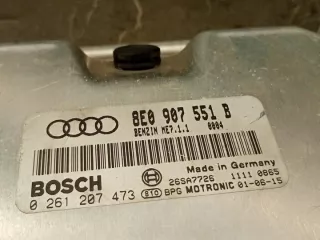 8E0 907 551 B
BENZIN ME7.1.1 0004
Made in Germany
BOSCH
26SA7726 1111 0865
0 261 207 473 E10 BPG MOTRONIC 01-06-15